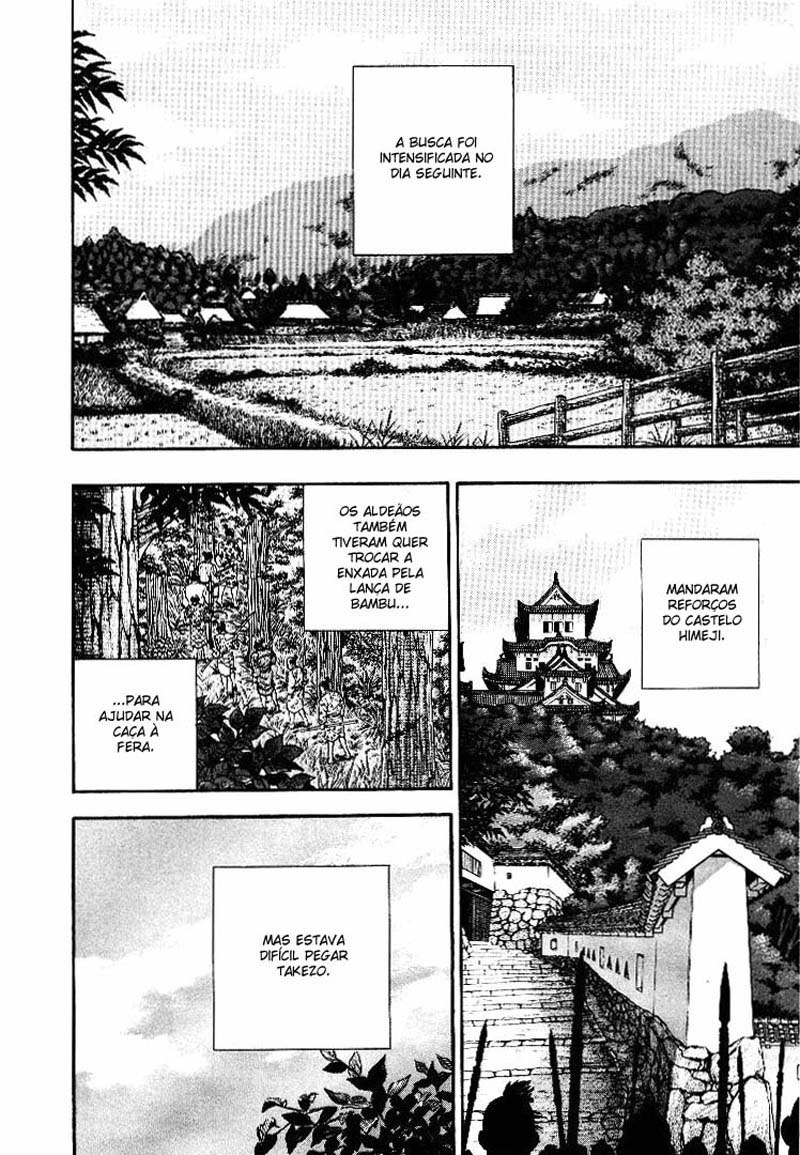 A BUSCA FOI
INTENSIFICADA NO
DIA SEGUINTE.
MANDARAM
REFORÇOS
DO CASTELO
HIMEJI.
OS ALDEÃOS
TAMBÉM
TIVERAM QUER
TROCAR A
ENXADA PELA
LANÇA DE
BAMBU...
...PARA
AJUDAR NA
CAÇA À
FERA.
MAS ESTAVA
DIFÍCIL PEGAR
TAKEZO.